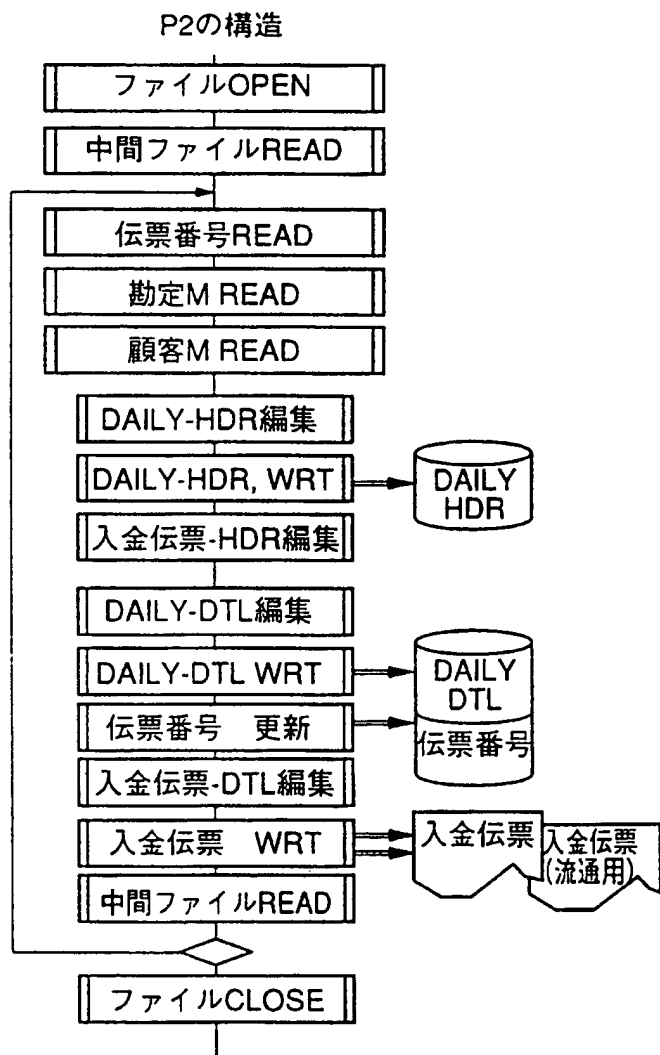 P2の構造
ファイルOPEN
中間ファイルREAD
伝票番号READ
勘定M READ
顧客M READ
DAILY-HDR編集
DAILY-HDR, WRT
DAILY
HDR
入金伝票-HDR編集
DAILY-DTL編集
DAILY-DTL WRT
DAILY
DTL
伝票番号　更新
伝票番号
入金伝票-DTL編集
入金伝票　WRT
入金伝票
入金伝票
(流通用)
中間ファイルREAD
ファイルCLOSE